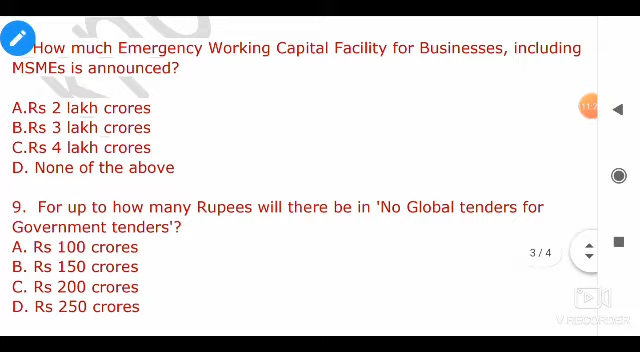 How much Emergency Working Capital Facility for Businesses, including
MSMEs is announced?
A.Rs 2 lakh crores
B.Rs 3 lakh crores
C.Rs 4 lakh crores
D. None of the above
9. For up to how many Rupees will there be in 'No Global tenders for
Government tenders'?
A. Rs 100 crores
B. Rs 150 crores
C. Rs 200 crores
D. Rs 250 crores
3 / 4
V.RECORDER